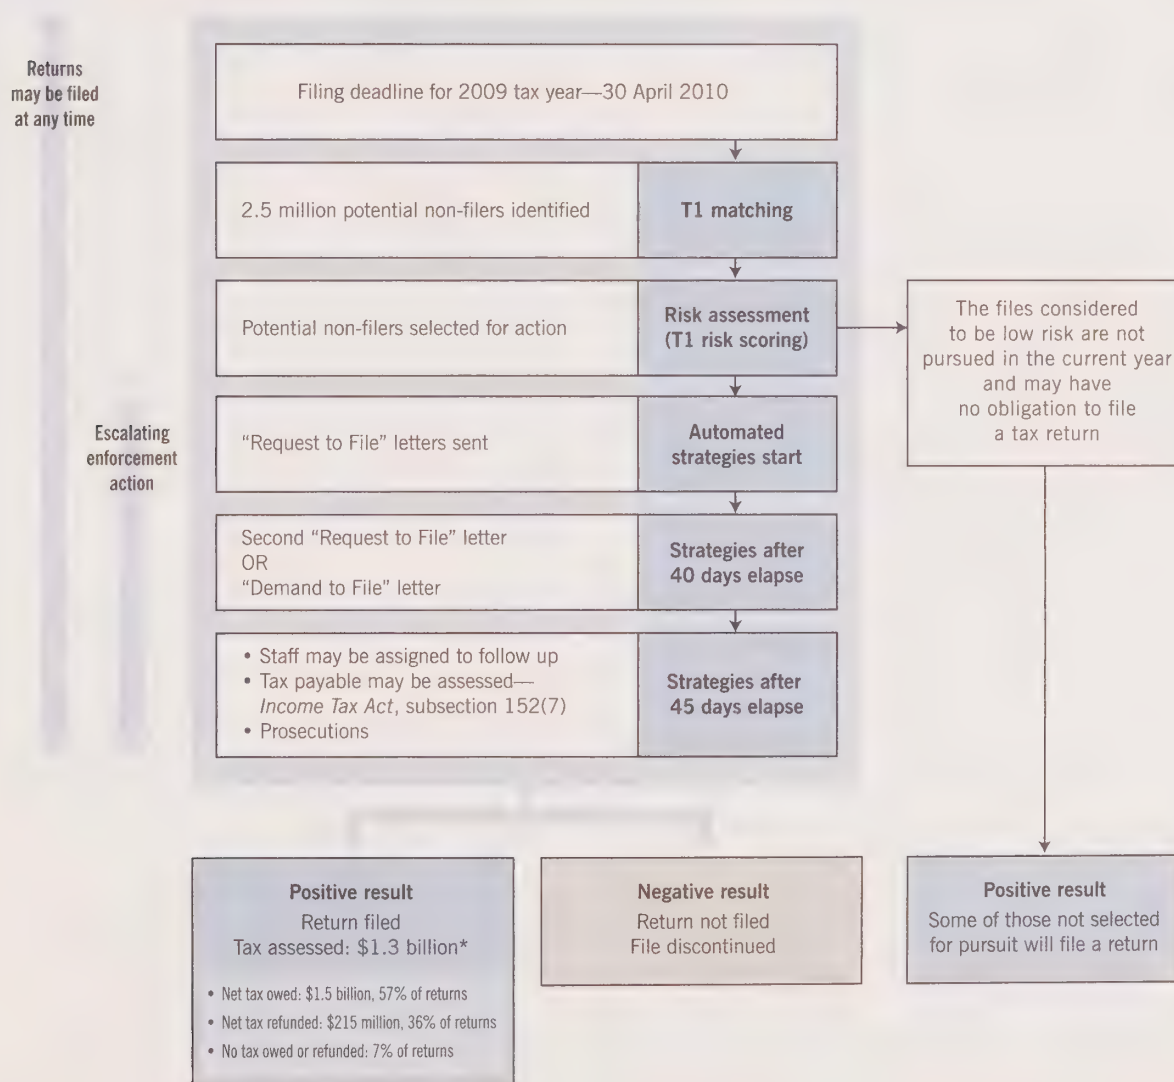 Returns
may be filed
at any time
Filing deadline for 2009 tax year—30 April 2010
2.5 million potential non-filers identified
T1 matching
Potential non-filers selected for action
Risk assessment
(T1 risk scoring)
The files considered
to be low risk are not
pursued in the current year
and may have
no obligation to file
a tax return
Escalating
enforcement
action
“Request to File” letters sent
Automated
strategies start
Second “Request to File” letter
OR
“Demand to File” letter
Strategies after
40 days elapse
• Staff may be assigned to follow up
• Tax payable may be assessed—
Income Tax Act, subsection 152(7)
• Prosecutions
Strategies after
45 days elapse
Positive result
Return filed
Tax assessed: $1.3 billion*
• Net tax owed: $1.5 billion, 57% of returns
• Net tax refunded: $215 million, 36% of returns
• No tax owed or refunded: 7% of returns
Negative result
Return not filed
File discontinued
Positive result
Some of those not selected
for pursuit will file a return